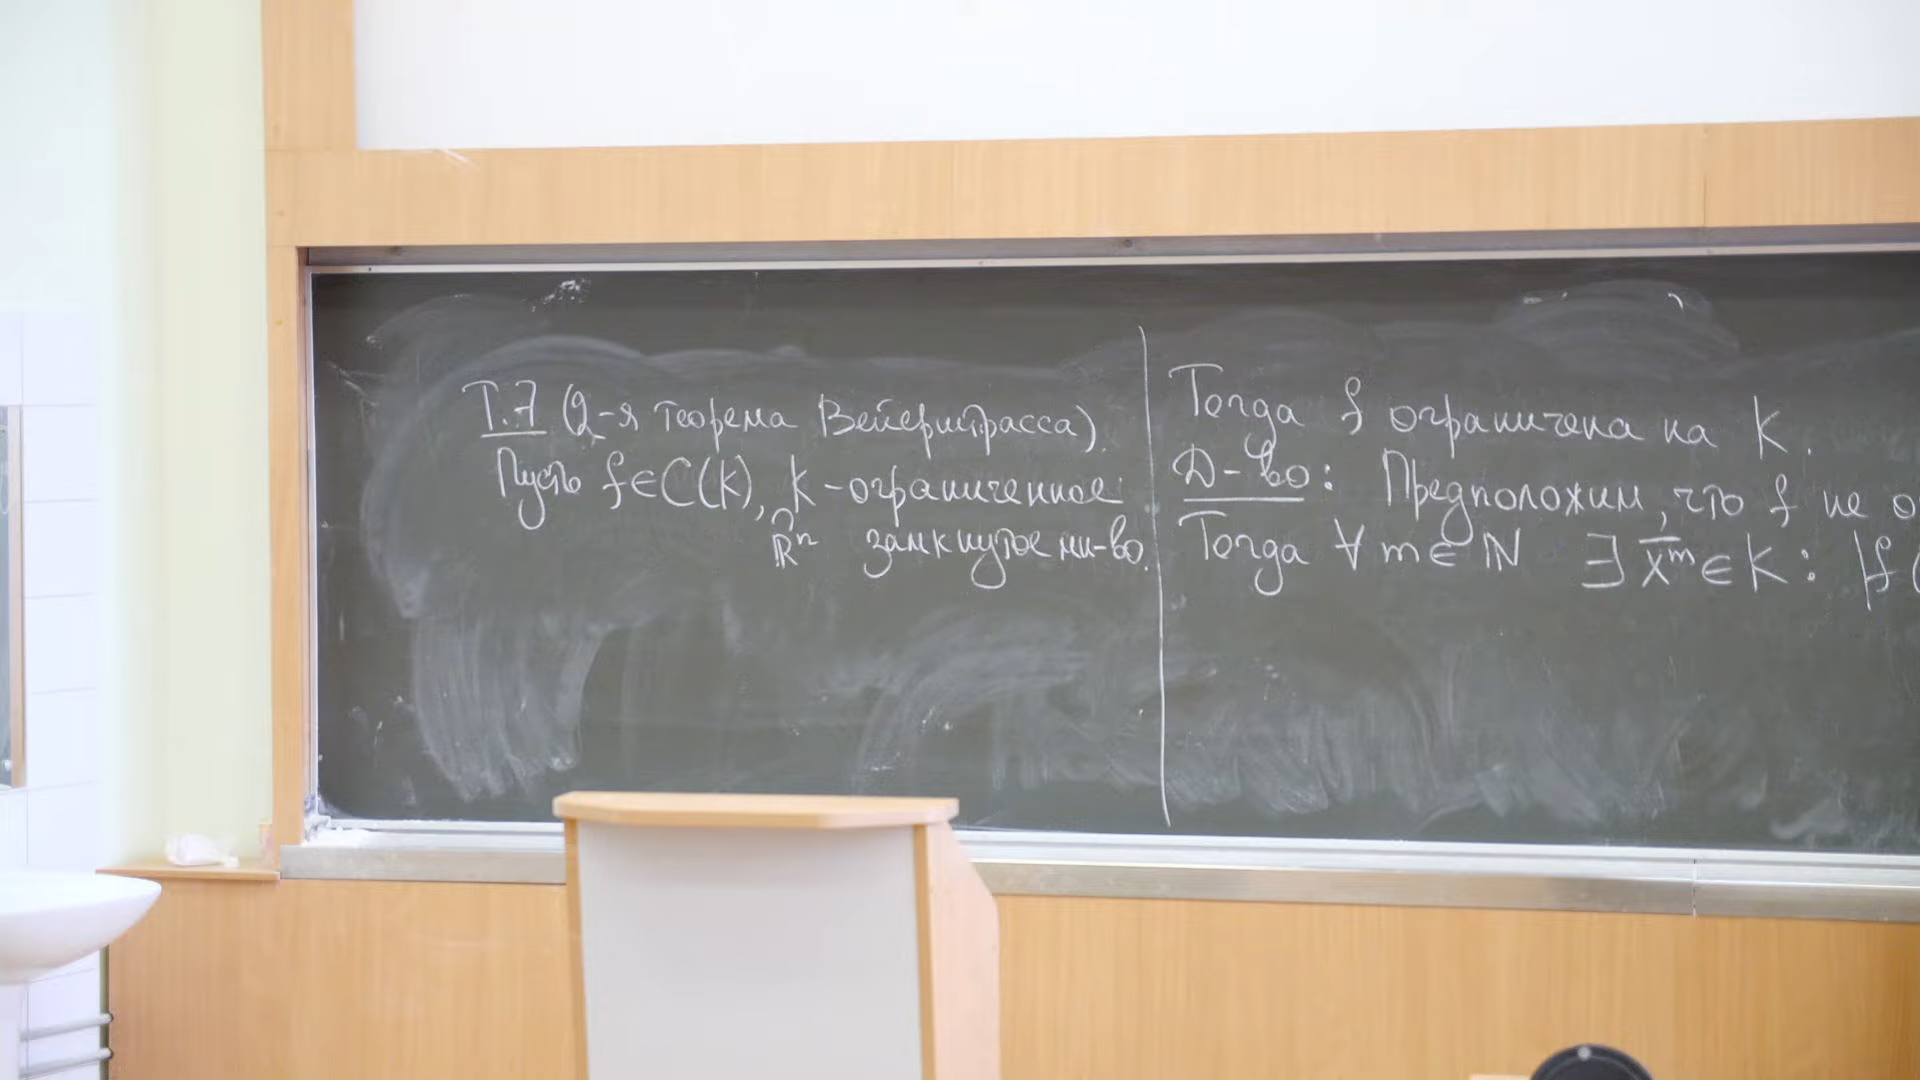 Т.7 (2-я теорема Вейерштрасса).
Пусть f∈C(K), K - ограниченное
∩
ℝⁿ замкнутое мн-во.
Тогда f ограничена на K.
Д-во: Предположим, что f не о
Тогда ∀ m ∈ ℕ ∃ x̄ᵐ ∈ K : |f(